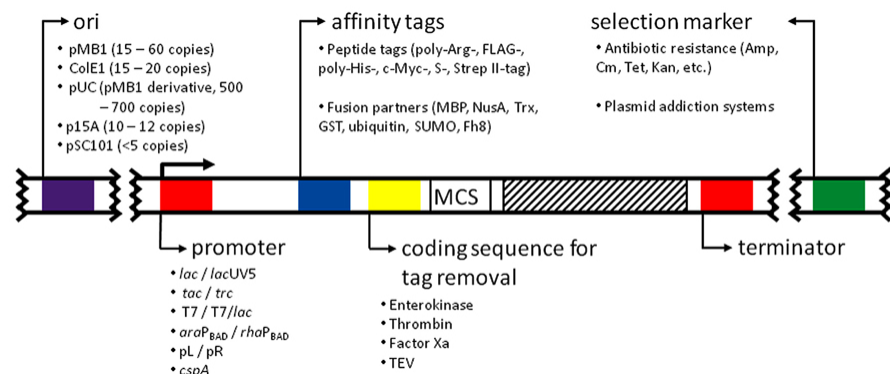 ori
• pMB1 (15 – 60 copies)
• ColE1 (15 – 20 copies)
• pUC (pMB1 derivative, 500
– 700 copies)
• p15A (10 – 12 copies)
• pSC101 (<5 copies)
affinity tags
• Peptide tags (poly-Arg-, FLAG-,
poly-His-, c-Myc-, S-, Strep II-tag)
• Fusion partners (MBP, NusA, Trx,
GST, ubiquitin, SUMO, Fh8)
selection marker
• Antibiotic resistance (Amp,
Cm, Tet, Kan, etc.)
• Plasmid addiction systems
MCS
promoter
• lac / lacUV5
• tac / trc
• T7 / T7/lac
• araPBAD / rhaPBAD
• pL / pR
• cspA
coding sequence for
tag removal
• Enterokinase
• Thrombin
• Factor Xa
• TEV
terminator